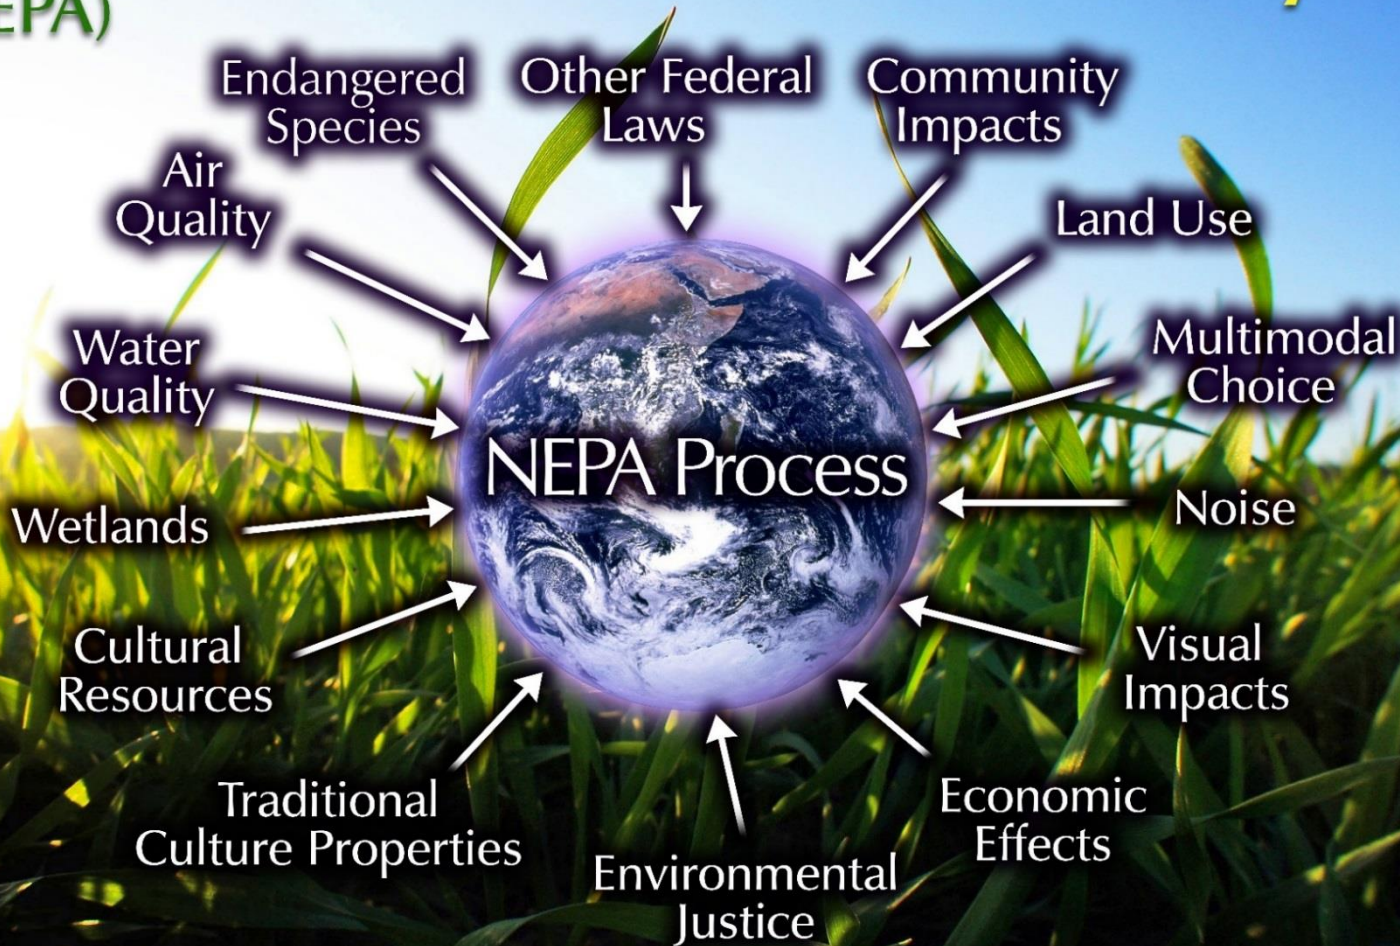 EPA)
Endangered
Species
Other Federal
Laws
Community
Impacts
Air
Quality
Land Use
Water
Quality
Multimodal
Choice
NEPA Process
Wetlands
Noise
Cultural
Resources
Visual
Impacts
Traditional
Culture Properties
Economic
Effects
Environmental
Justice